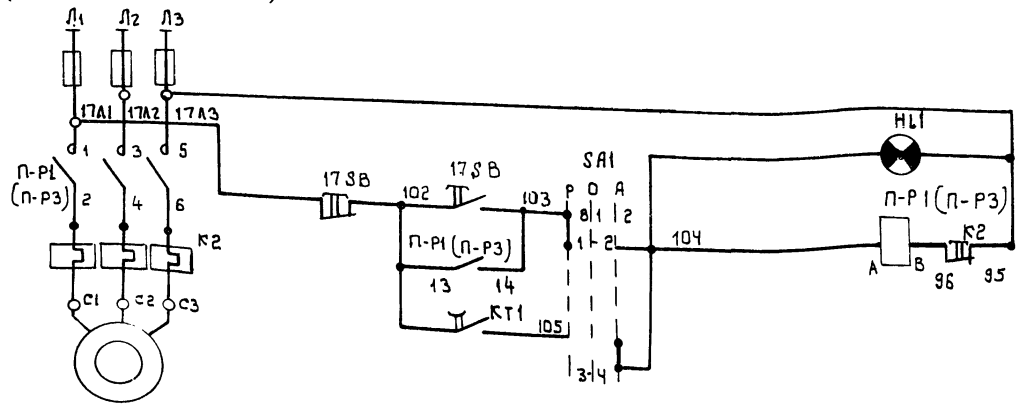 Л1 Л2 Л3
17Л1 17Л2 17Л3
1 3 5
П-Р1
(П-Р3)
2 4 6
К2
С1 С2 С3
17SB
102
17SB
103
П-Р1 (П-Р3)
13 14
КТ1
105
SA1
Р О А
8 1 2
1 2
3 4
104
HL1
П-Р1 (П-Р3)
К2
А В
96 95